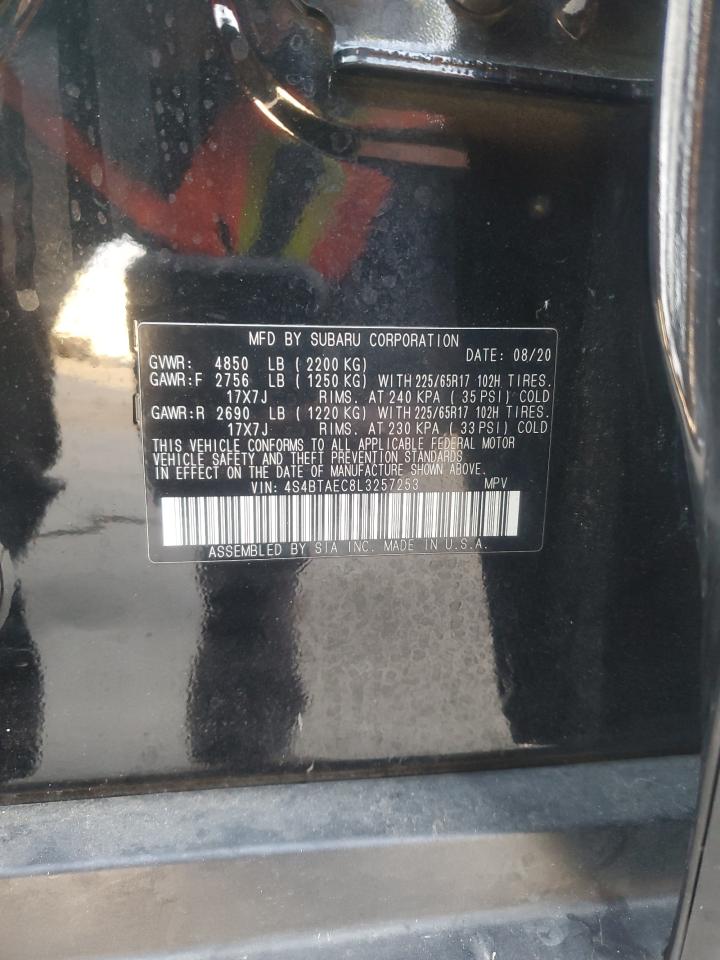 MFD BY SUBARU CORPORATION
GVWR: 4850 LB (2200 KG) DATE: 08/20
GAWR:F 2756 LB (1250 KG) WITH 225/65R17 102H TIRES.
17X7J RIMS. AT 240 KPA (35 PSI) COLD
GAWR:R 2690 LB (1220 KG) WITH 225/65R17 102H TIRES.
17X7J RIMS. AT 230 KPA (33 PSI) COLD
THIS VEHICLE CONFORMS TO ALL APPLICABLE FEDERAL MOTOR
VEHICLE SAFETY AND THEFT PREVENTION STANDARDS
IN EFFECT ON THE DATE OF MANUFACTURE SHOWN ABOVE.
VIN: 4S4BTAEC8L3257253 MPV
ASSEMBLED BY SIA INC. MADE IN U.S.A.